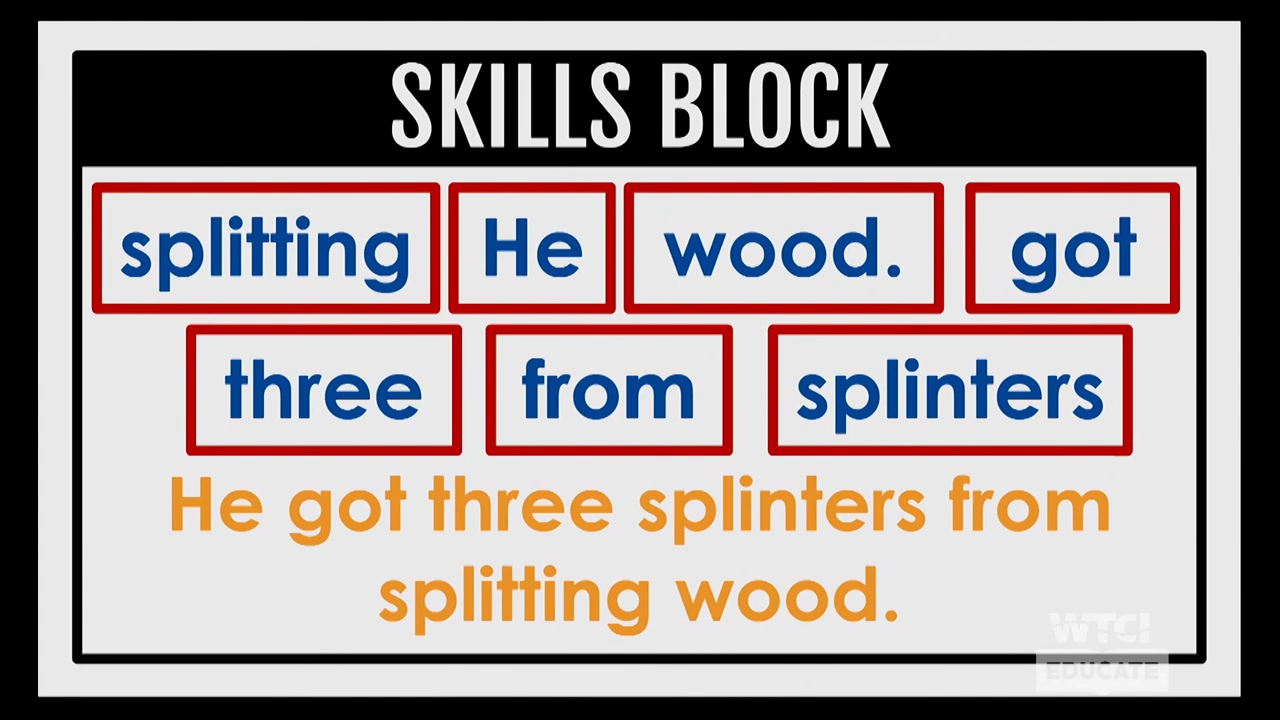 SKILLS BLOCK
splitting He wood. got
three from splinters
He got three splinters from
splitting wood.
WTCI
EDUCATE